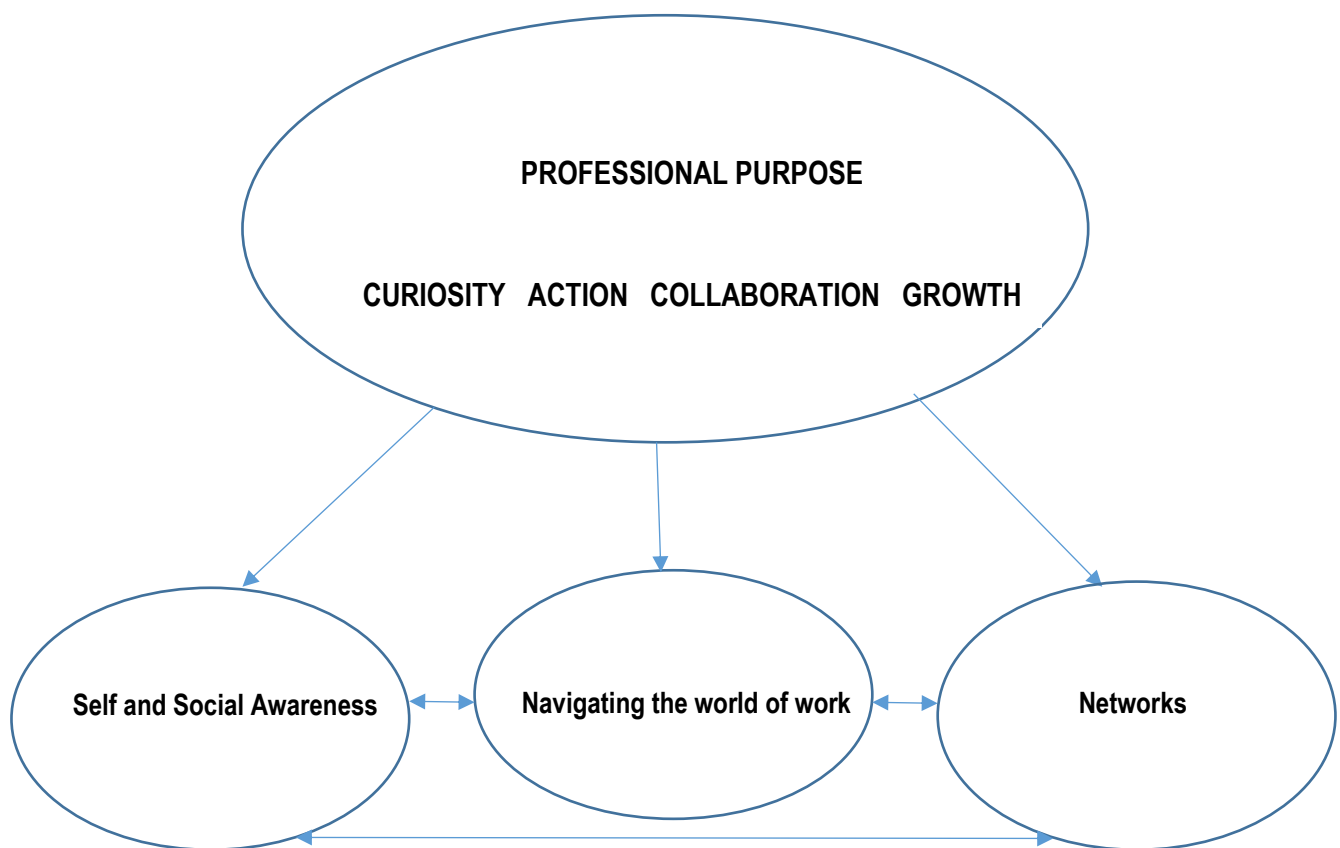 PROFESSIONAL PURPOSE
CURIOSITY ACTION COLLABORATION GROWTH
Self and Social Awareness
Navigating the world of work
Networks